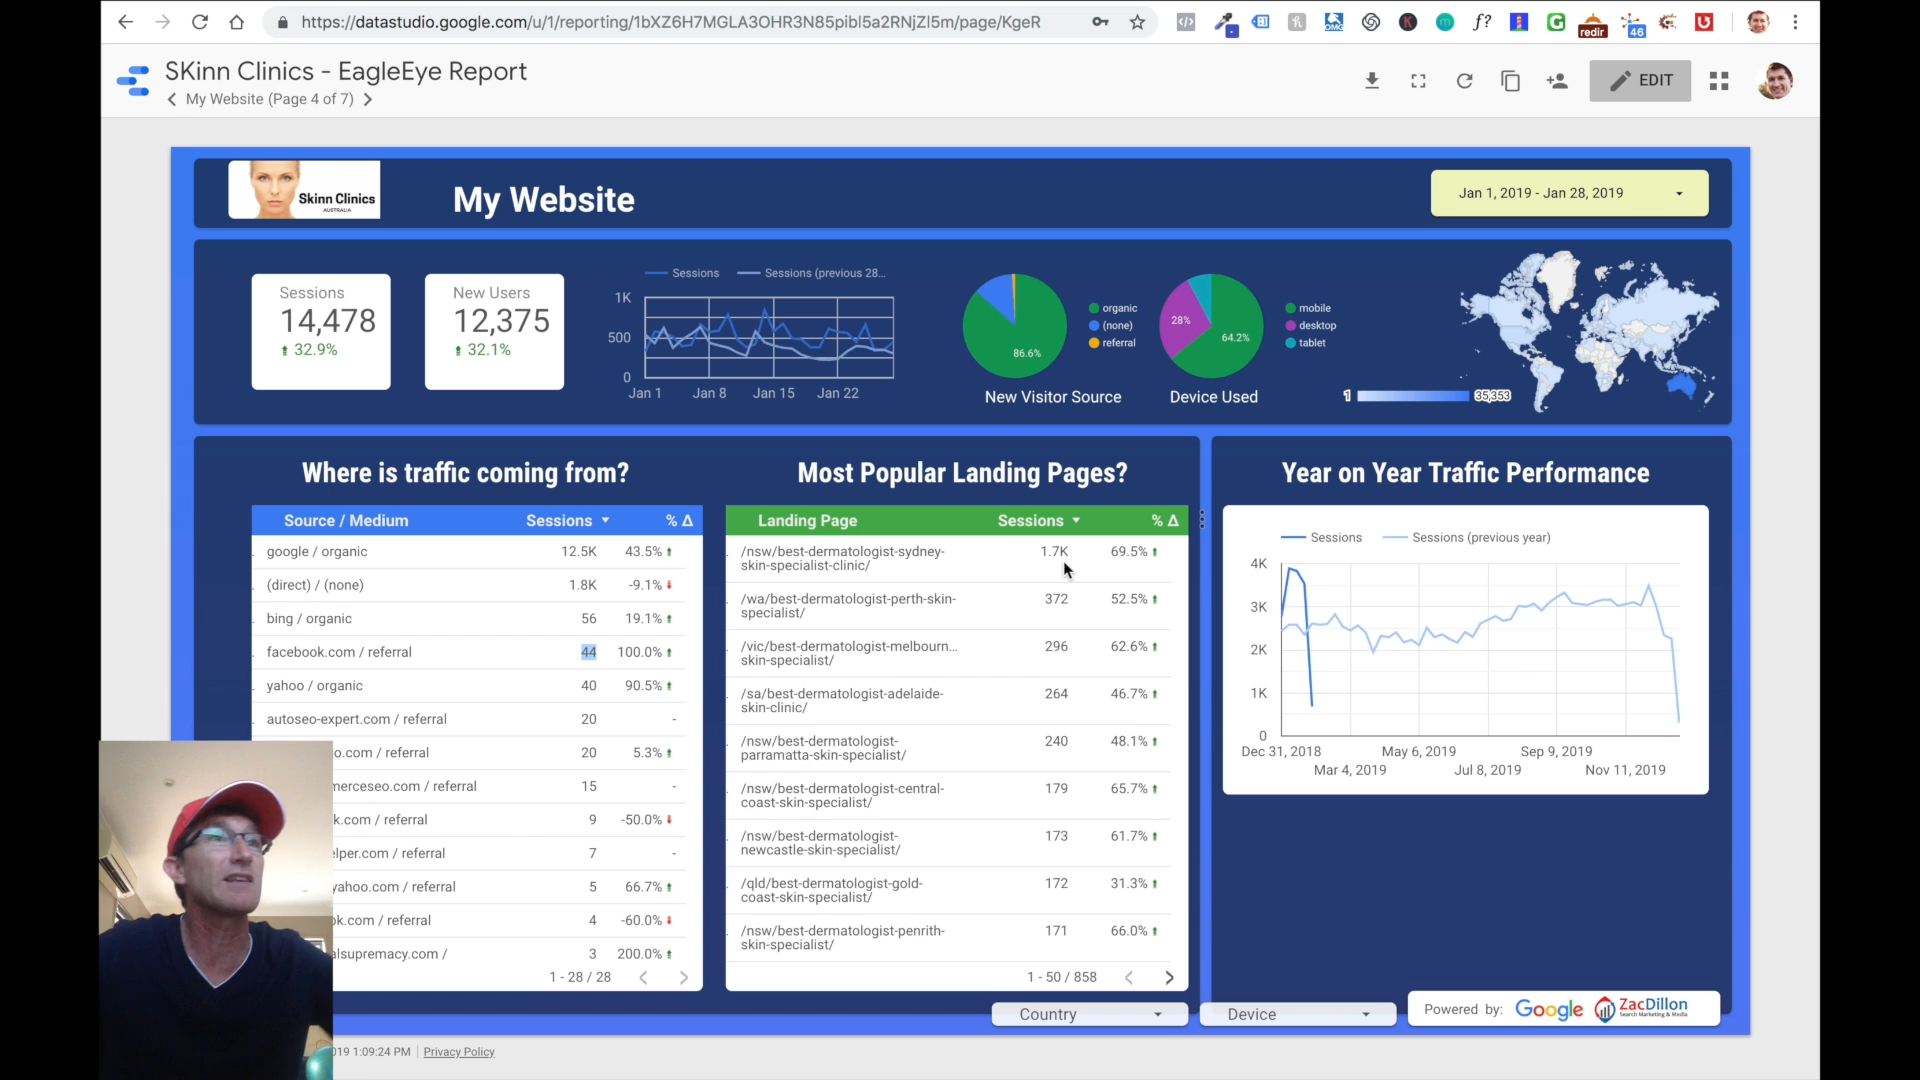 https://datastudio.google.com/u/1/reporting/1bXZ6H7MGLA3OHR3N85pibl5a2RNjZl5m/page/KgeR
f?
redir
46
SKinn Clinics - EagleEye Report
My Website (Page 4 of 7)
EDIT
Skinn Clinics
AUSTRALIA
My Website
Jan 1, 2019 - Jan 28, 2019
Sessions
14,478
32.9%
New Users
12,375
32.1%
Sessions
Sessions (previous 28...
1K
500
0
Jan 1
Jan 8
Jan 15
Jan 22
86.6%
organic
(none)
referral
New Visitor Source
28%
64.2%
mobile
desktop
tablet
Device Used
1
35,353
Where is traffic coming from?
Source / Medium Sessions % Δ
google / organic 12.5K 43.5%
(direct) / (none) 1.8K -9.1%
bing / organic 56 19.1%
facebook.com / referral 44 100.0%
yahoo / organic 40 90.5%
autoseo-expert.com / referral 20 -
o.com / referral 20 5.3%
merceseo.com / referral 15 -
k.com / referral 9 -50.0%
elper.com / referral 7 -
yahoo.com / referral 5 66.7%
ok.com / referral 4 -60.0%
alsupremacy.com / 3 200.0%
1 - 28 / 28
Most Popular Landing Pages?
Landing Page Sessions % Δ
/nsw/best-dermatologist-sydney- 1.7K 69.5%
skin-specialist-clinic/
/wa/best-dermatologist-perth-skin- 372 52.5%
specialist/
/vic/best-dermatologist-melbourn... 296 62.6%
skin-specialist/
/sa/best-dermatologist-adelaide- 264 46.7%
skin-clinic/
/nsw/best-dermatologist- 240 48.1%
parramatta-skin-specialist/
/nsw/best-dermatologist-central- 179 65.7%
coast-skin-specialist/
/nsw/best-dermatologist- 173 61.7%
newcastle-skin-specialist/
/qld/best-dermatologist-gold- 172 31.3%
coast-skin-specialist/
/nsw/best-dermatologist-penrith- 171 66.0%
skin-specialist/
1 - 50 / 858
Year on Year Traffic Performance
Sessions
Sessions (previous year)
4K
3K
2K
1K
0
Dec 31, 2018
Mar 4, 2019
May 6, 2019
Jul 8, 2019
Sep 9, 2019
Nov 11, 2019
Country
Device
Powered by: Google ZacDillon
Search Marketing & Media
019 1:09:24 PM
Privacy Policy